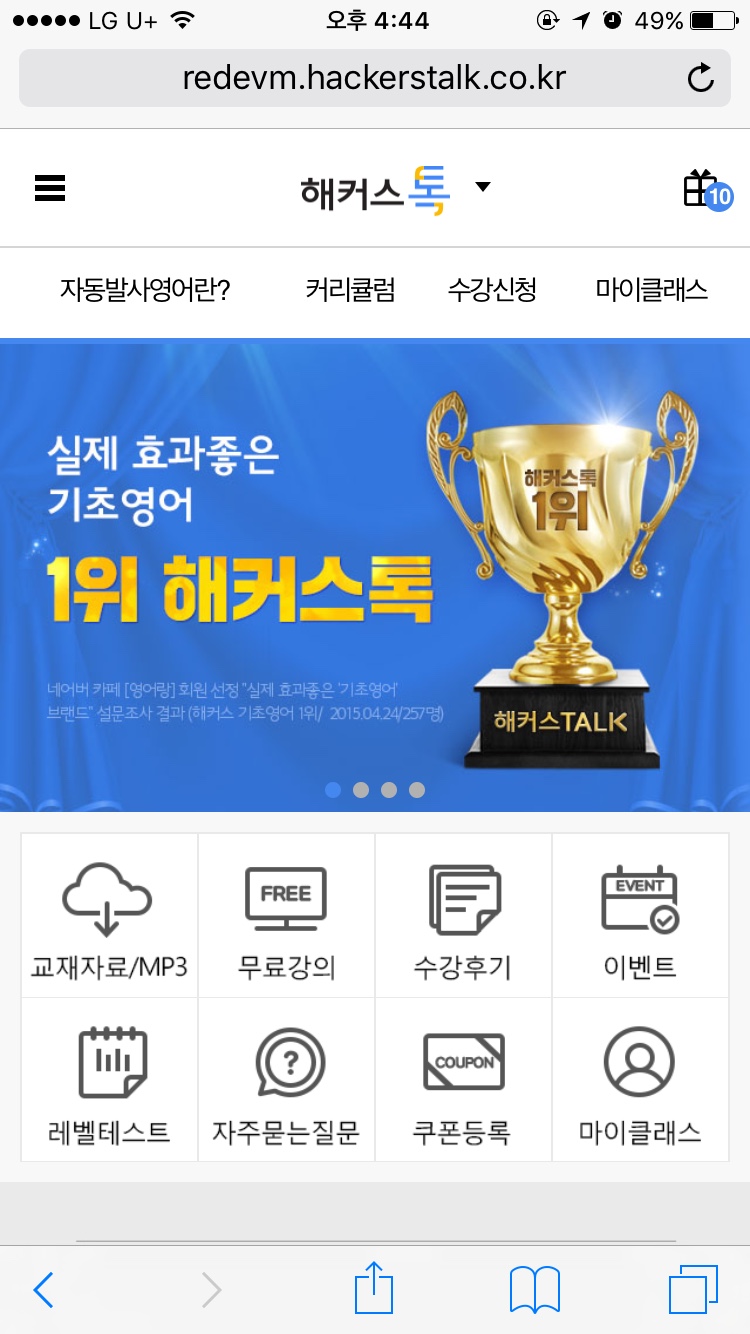 LG U+ 오후 4:44 49%
redevm.hackerstalk.co.kr
해커스톡 10
자동발사영어란? 커리큘럼 수강신청 마이클래스
실제 효과좋은
기초영어
1위 해커스톡
네이버 카페 [영어랑] 회원 선정 "실제 효과좋은 '기초영어'
브랜드" 설문조사 결과 (해커스 기초영어 1위/ 2015.04.24/257명)
해커스톡
1위
해커스TALK
FREE EVENT
교재자료/MP3 무료강의 수강후기 이벤트
? COUPON
레벨테스트 자주묻는질문 쿠폰등록 마이클래스